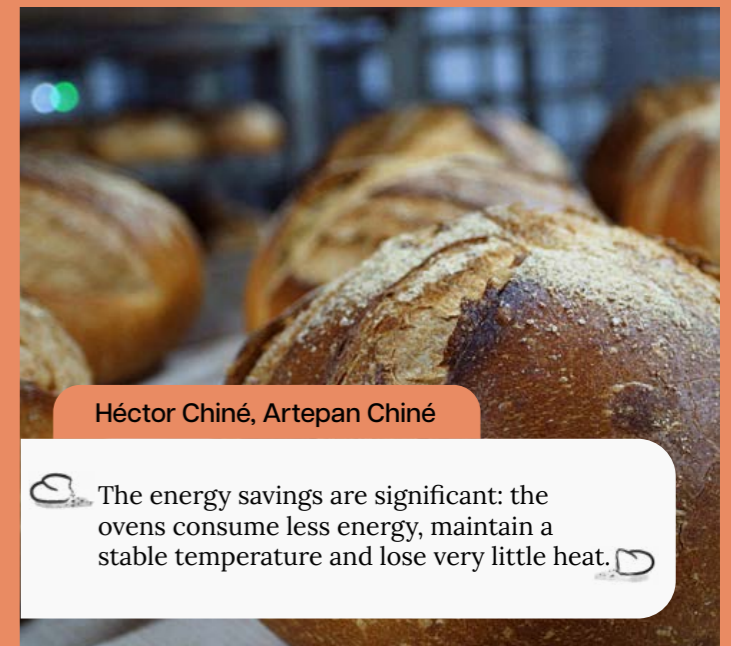 Héctor Chiné, Artepan Chiné
The energy savings are significant: the
ovens consume less energy, maintain a
stable temperature and lose very little heat.